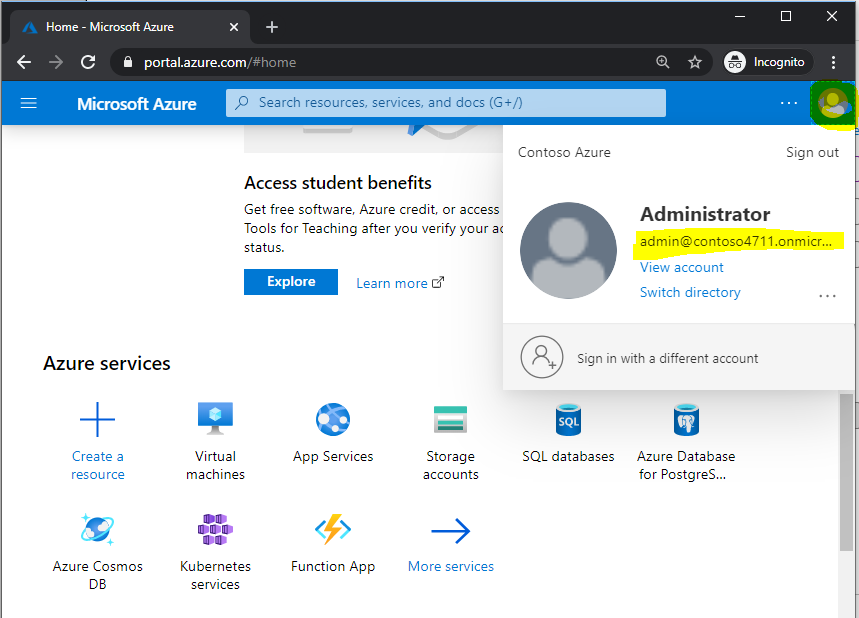 Home - Microsoft Azure
portal.azure.com/#home
Incognito
Microsoft Azure
Search resources, services, and docs (G+/)
Contoso Azure
Sign out
Administrator
admin@contoso4711.onmicr...
View account
Switch directory
Sign in with a different account
Access student benefits
Get free software, Azure credit, or access
Tools for Teaching after you verify your ac
status.
Explore
Learn more
Azure services
Create a
resource
Virtual
machines
App Services
Storage
accounts
SQL
SQL databases
Azure Database
for PostgreS...
Azure Cosmos
DB
Kubernetes
services
Function App
More services